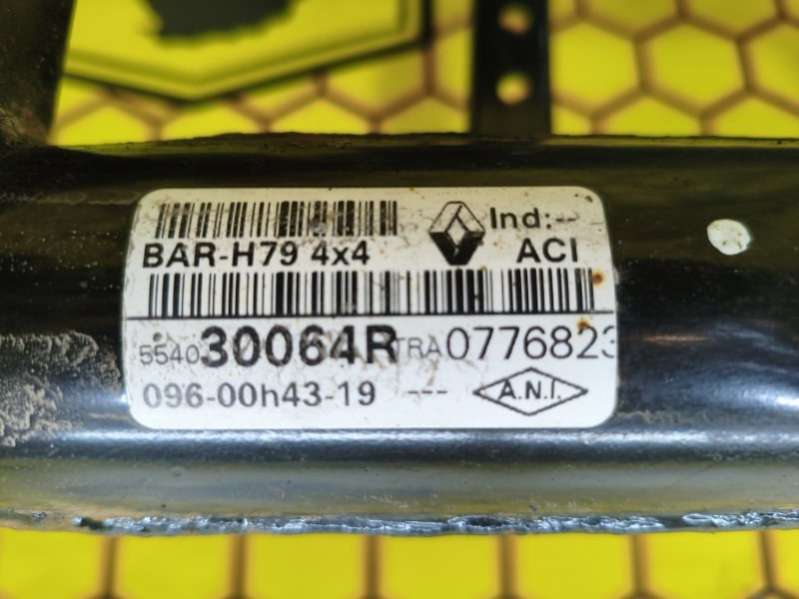 Ind:--
BAR-H79 4x4 ACI
554030064R TRA0776823
096-00h43-19 --- A.N.I.